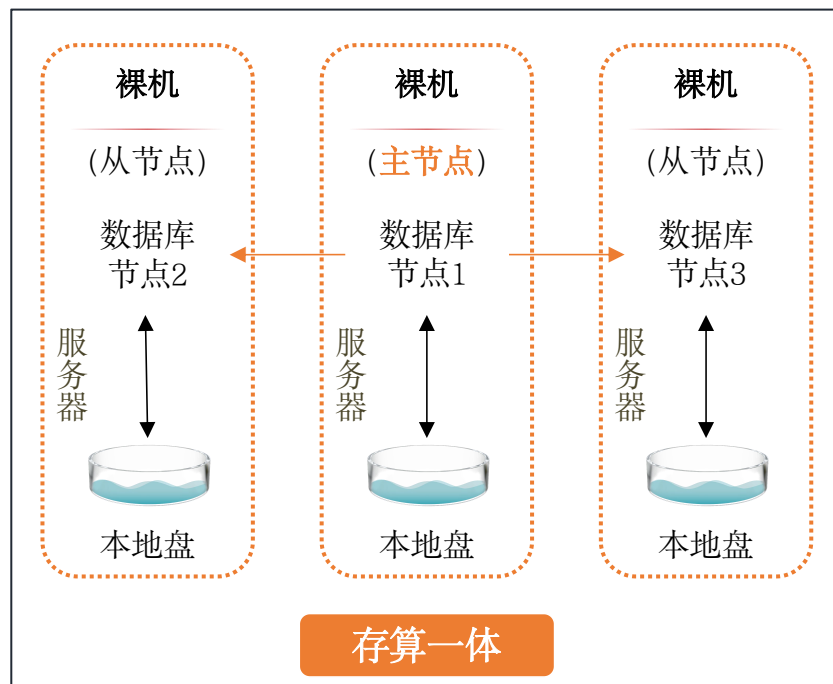 裸机
(从节点)
数据库
节点2
服务器
本地盘
裸机
(主节点)
数据库
节点1
服务器
本地盘
裸机
(从节点)
数据库
节点3
服务器
本地盘
存算一体